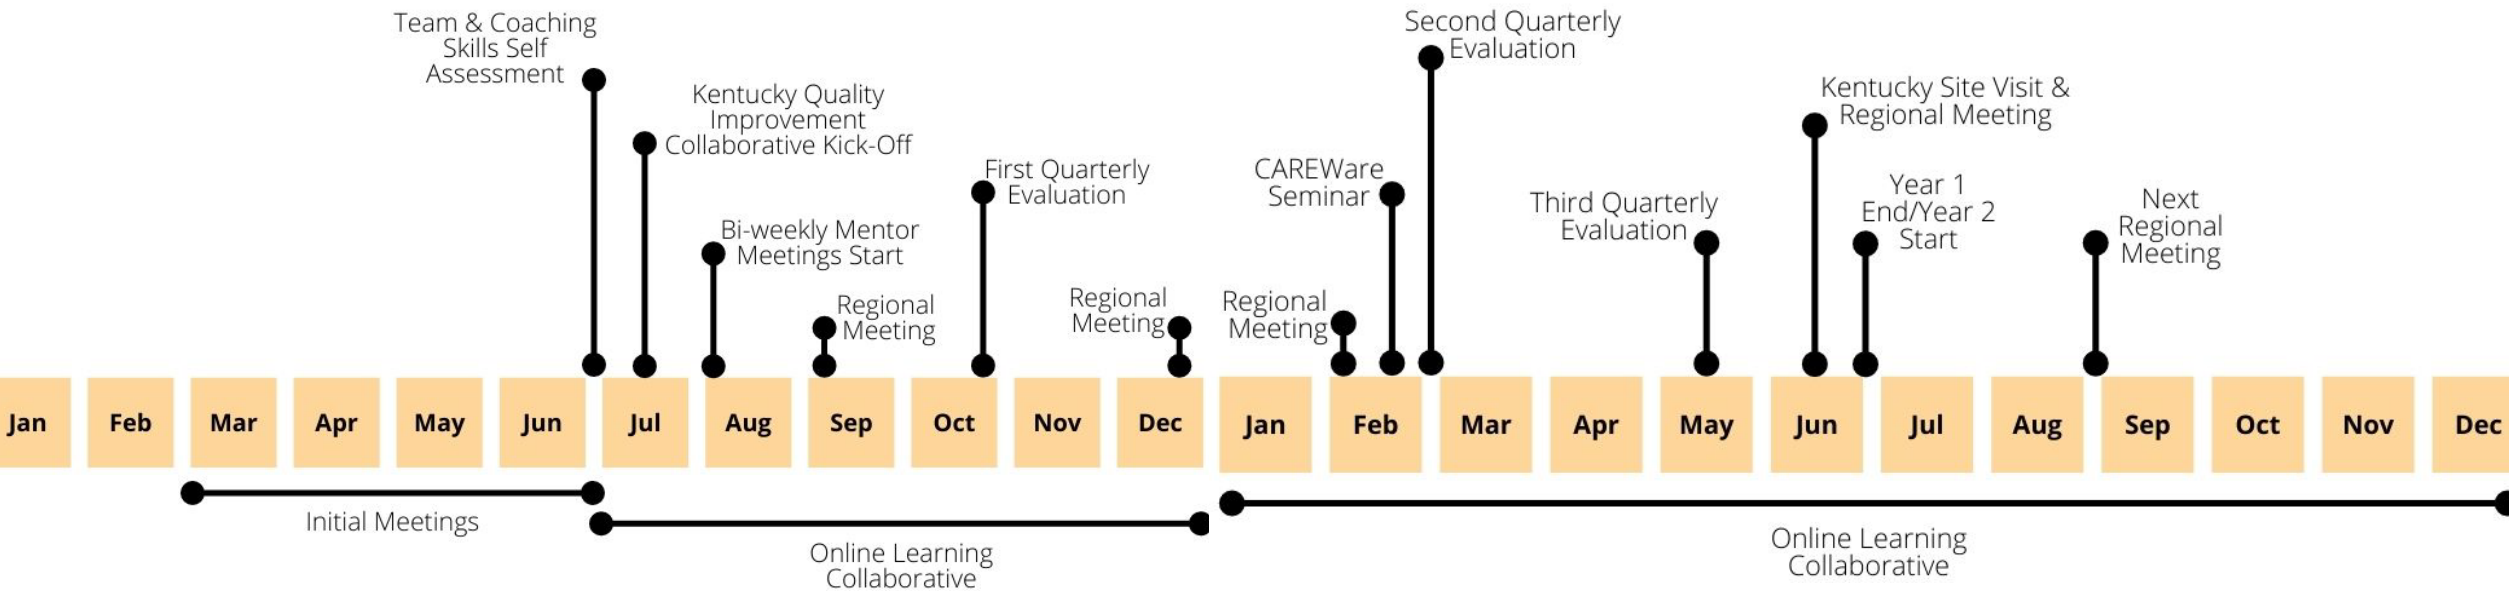 Team & Coaching
Skills Self
Assessment
Kentucky Quality
Improvement
Collaborative Kick-Off
Bi-weekly Mentor
Meetings Start
Regional
Meeting
First Quarterly
Evaluation
Regional
Meeting
Regional
Meeting
CAREWare
Seminar
Second Quarterly
Evaluation
Third Quarterly
Evaluation
Kentucky Site Visit &
Regional Meeting
Year 1
End/Year 2
Start
Next
Regional
Meeting
Jan Feb Mar Apr May Jun Jul Aug Sep Oct Nov Dec Jan Feb Mar Apr May Jun Jul Aug Sep Oct Nov Dec
Initial Meetings
Online Learning
Collaborative
Online Learning
Collaborative